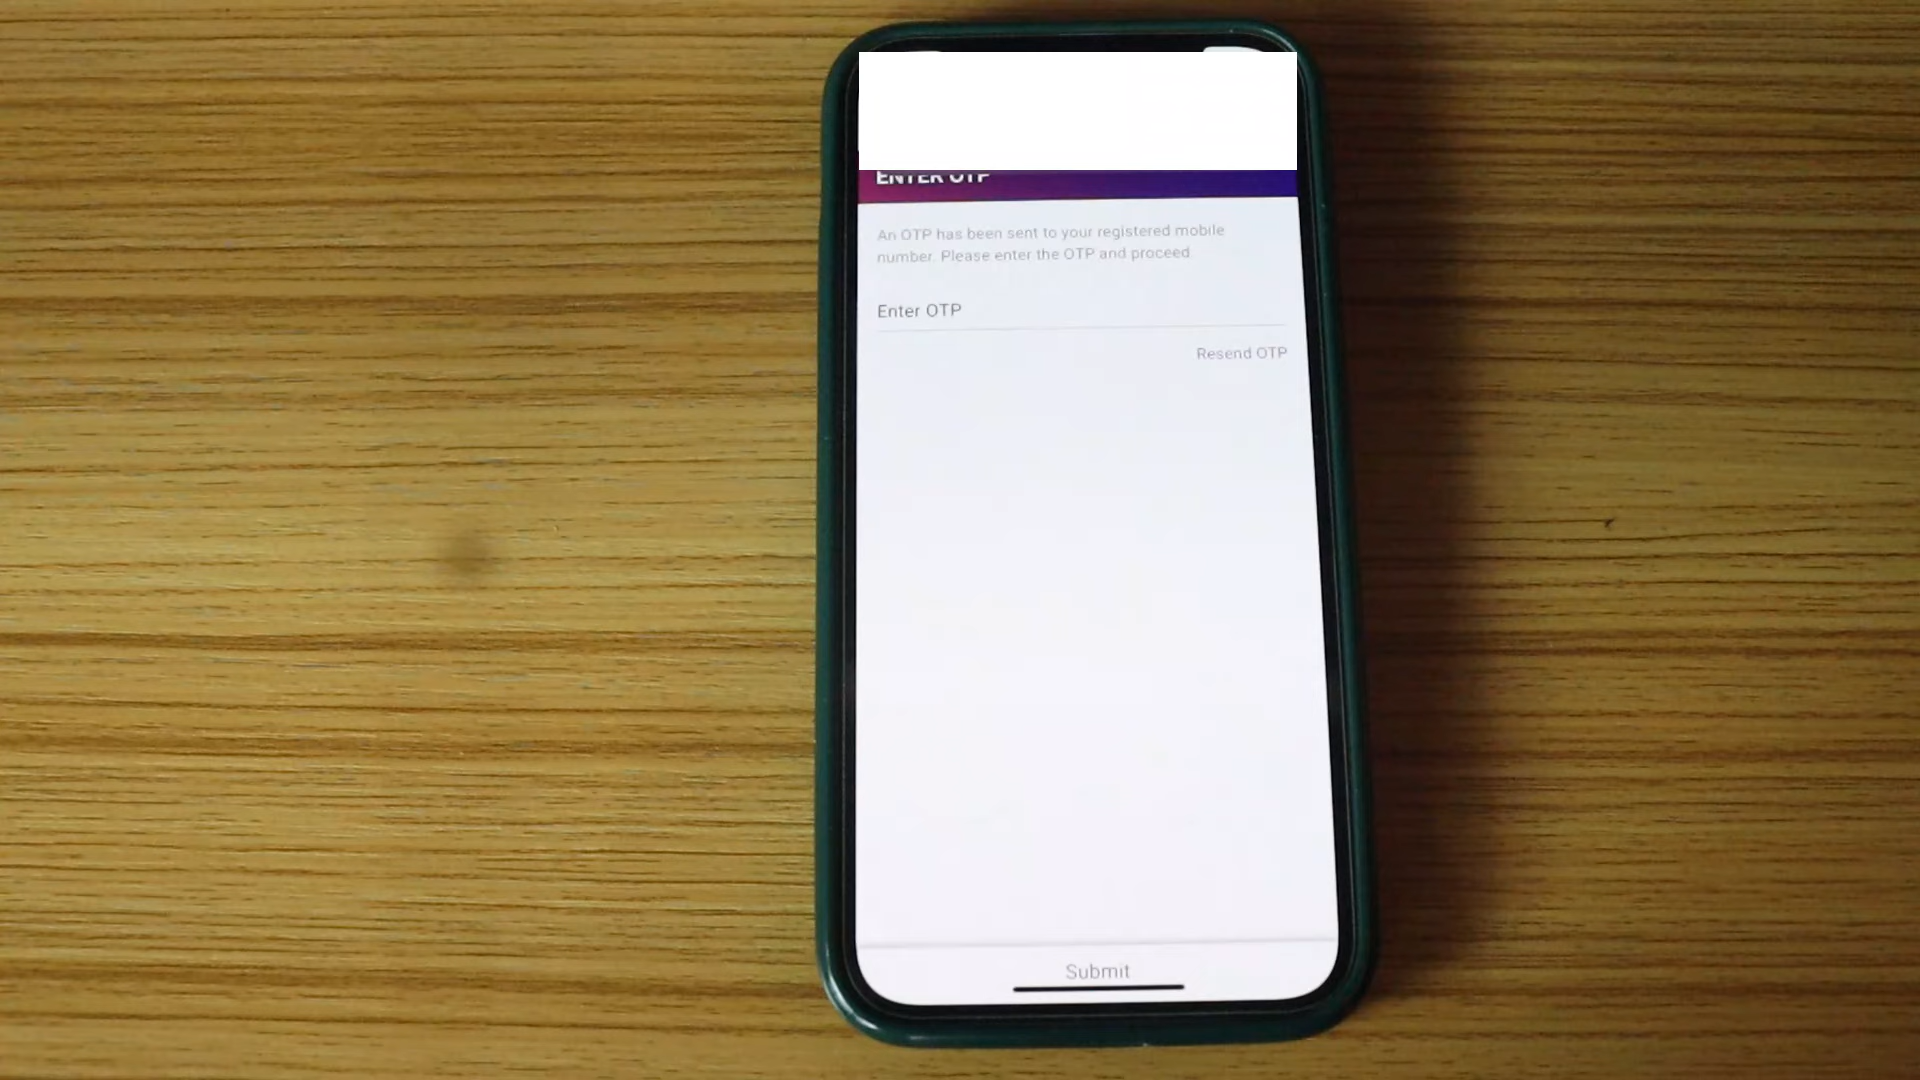 ENTER OTP
An OTP has been sent to your registered mobile
number. Please enter the OTP and proceed
Enter OTP
Resend OTP
Submit